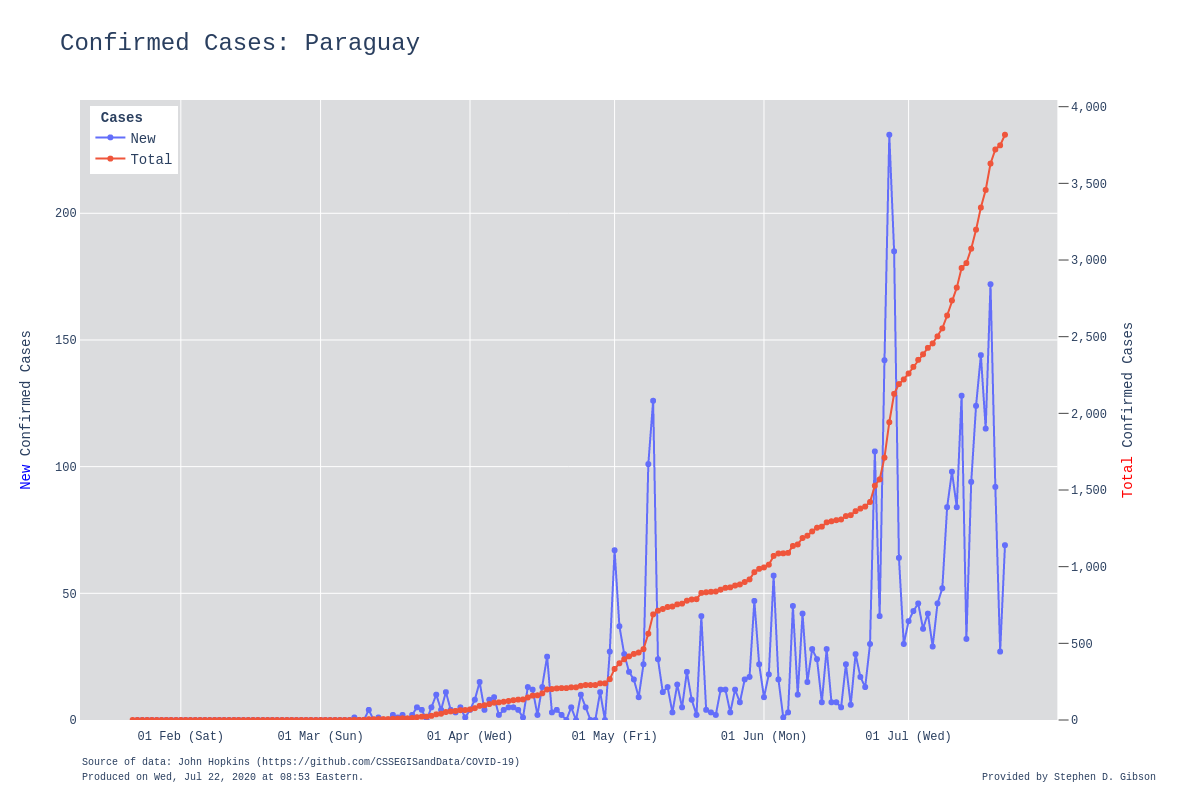 Confirmed Cases: Paraguay
Cases
New
Total
200
150
100
50
0
4,000
3,500
3,000
2,500
2,000
1,500
1,000
500
0
New Confirmed Cases
Total Confirmed Cases
01 Feb (Sat) 01 Mar (Sun) 01 Apr (Wed) 01 May (Fri) 01 Jun (Mon) 01 Jul (Wed)
Source of data: John Hopkins (https://github.com/CSSEGISandData/COVID-19)
Produced on Wed, Jul 22, 2020 at 08:53 Eastern.
Provided by Stephen D. Gibson